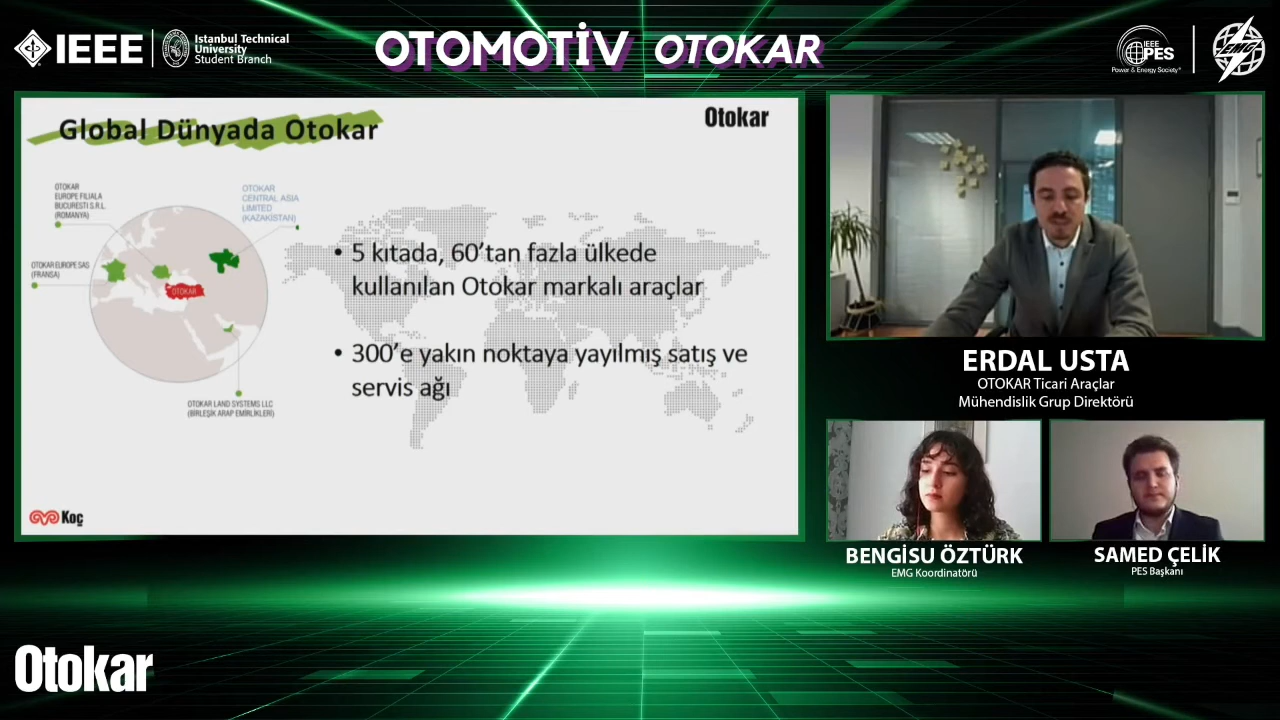 IEEE
Istanbul Technical
University
Student Branch
OTOMOTİV OTOKAR
IEEE
PES
Power & Energy Society®
EMG
Global Dünyada Otokar
Otokar
OTOKAR
EUROPE FILIALA
BUCURESTI S.R.L.
(ROMANYA)
OTOKAR
CENTRAL ASIA
LIMITED
(KAZAKİSTAN)
OTOKAR EUROPE SAS
(FRANSA)
OTOKAR
OTOKAR LAND SYSTEMS LLC
(BİRLEŞİK ARAP EMİRLİKLERİ)
• 5 kıtada, 60’tan fazla ülkede
kullanılan Otokar markalı araçlar
• 300’e yakın noktaya yayılmış satış ve
servis ağı
Koç
ERDAL USTA
OTOKAR Ticari Araçlar
Mühendislik Grup Direktörü
BENGİSU ÖZTÜRK
EMG Koordinatörü
SAMED ÇELİK
PES Başkanı
Otokar